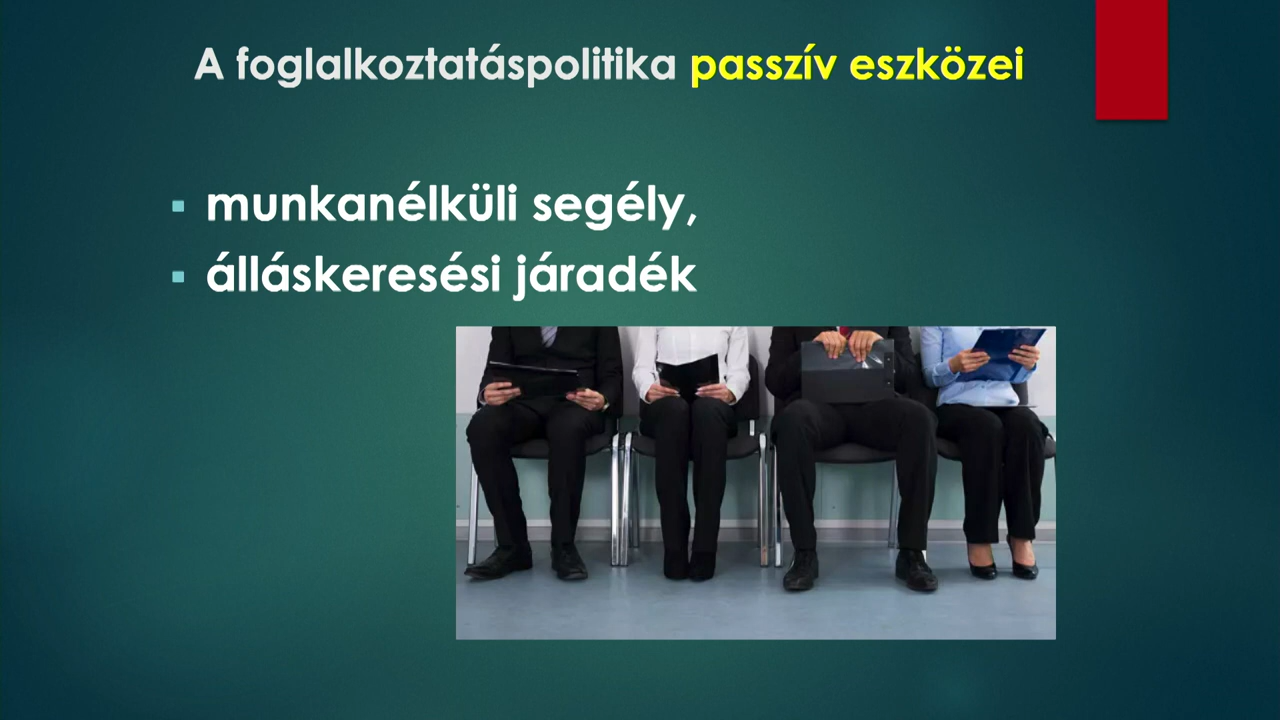 A foglalkoztatáspolitika passzív eszközei
munkanélküli segély,
álláskeresési járadék